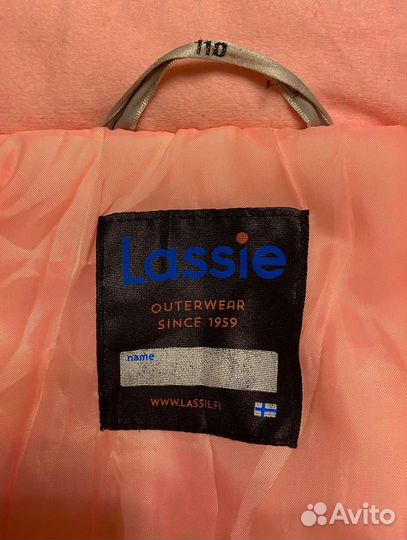 110
Lassie
OUTERWEAR
SINCE 1959
name
WWW.LASSIE.FI
Avito